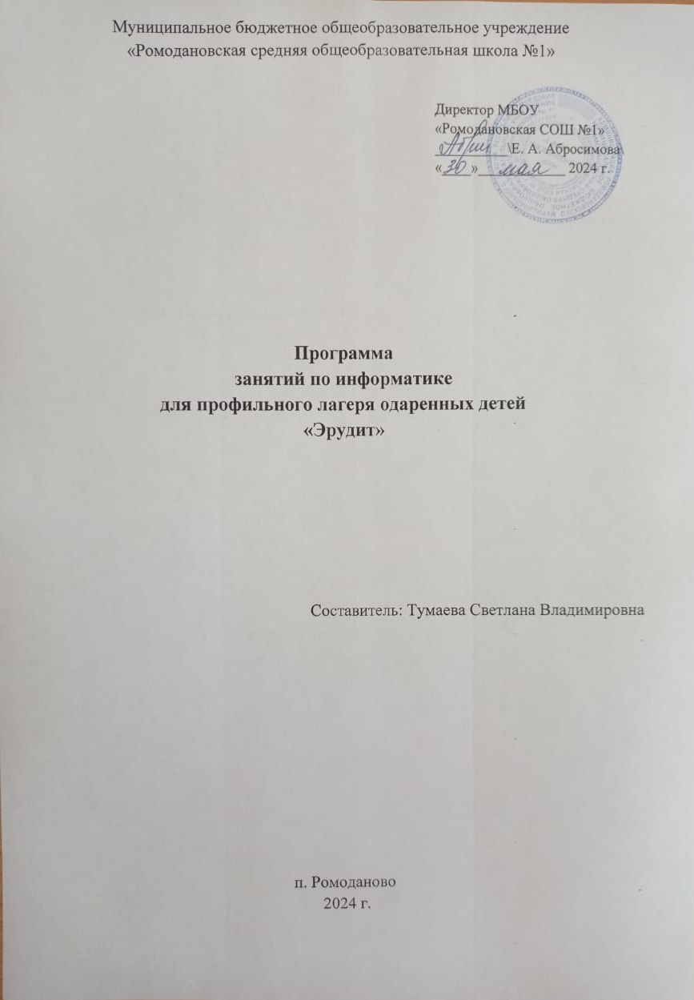 Муниципальное бюджетное общеобразовательное учреждение
«Ромодановская средняя общеобразовательная школа №1»
Директор МБОУ
«Ромодановская СОШ №1»
\Е. А. Абросимова\
«30» мая 2024 г.
Программа
занятий по информатике
для профильного лагеря одаренных детей
«Эрудит»
Составитель: Тумаева Светлана Владимировна
п. Ромоданово
2024 г.